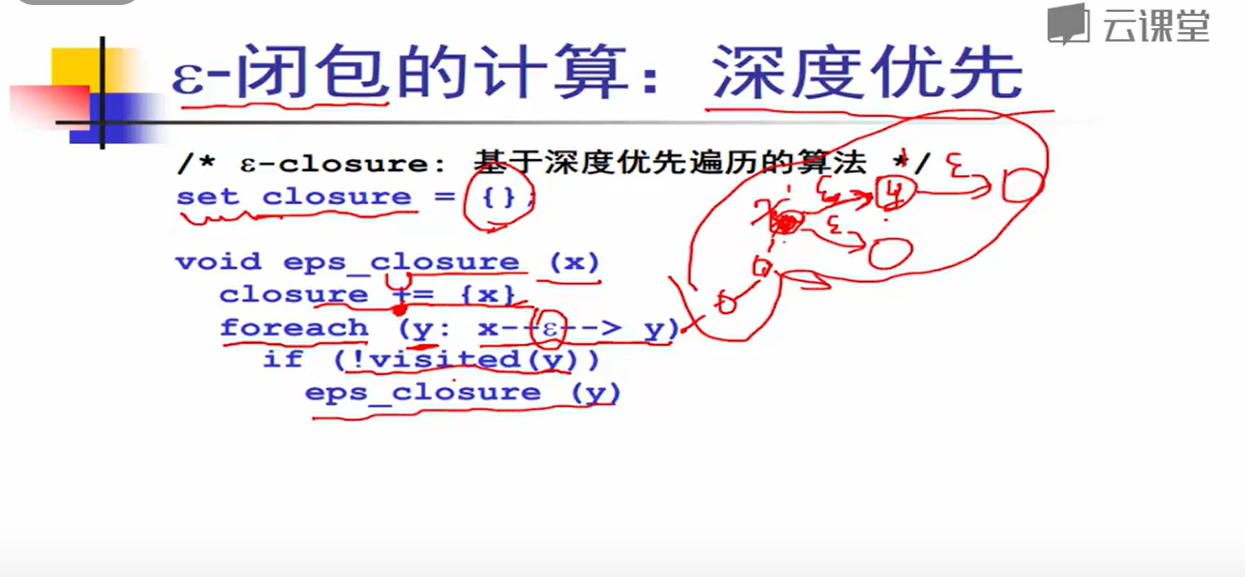 云课堂
ε-闭包的计算：深度优先
/* ε-closure: 基于深度优先遍历的算法 */
set closure = {};
void eps_closure (x)
closure += {x}
foreach (y: x--ε--> y)
if (!visited(y))
eps_closure (y)
x ε y ε
ε